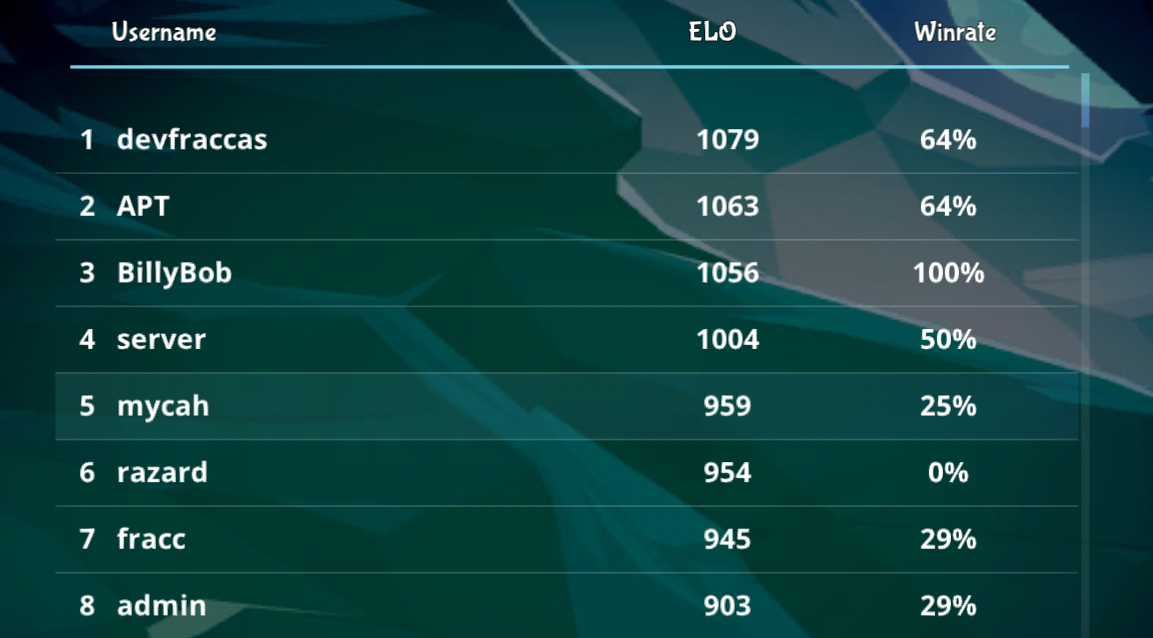 Username ELO Winrate
1 devfraccas 1079 64%
2 APT 1063 64%
3 BillyBob 1056 100%
4 server 1004 50%
5 mycah 959 25%
6 razard 954 0%
7 fracc 945 29%
8 admin 903 29%